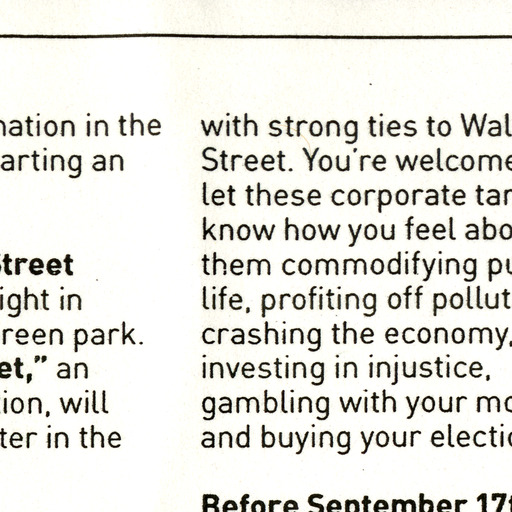 nation in the
arting an
Street
ight in
reen park.
et,” an
ion, will
ter in the
with strong ties to Wal
Street. You're welcome
let these corporate tar
know how you feel abo
them commodifying pu
life, profiting off pollut
crashing the economy,
investing in injustice,
gambling with your mo
and buying your electio
Before September 17t